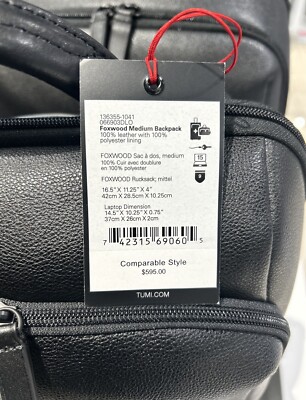 136355-1041
066903DLO
Foxwood Medium Backpack
100% leather with 100%
polyester lining
FOXWOOD Sac à dos, medium
100% Cuir avec doublure
en 100% polyester
FOXWOOD Rucksack; mittel
16.5" X 11.25" X 4"
42cm X 28.5cm X 10.25cm
Laptop Dimension
14.5" X 10.25" X 0.75"
37cm X 26cm X 2cm
15
7 42315 69060 5
Comparable Style
$595.00
TUMI.COM